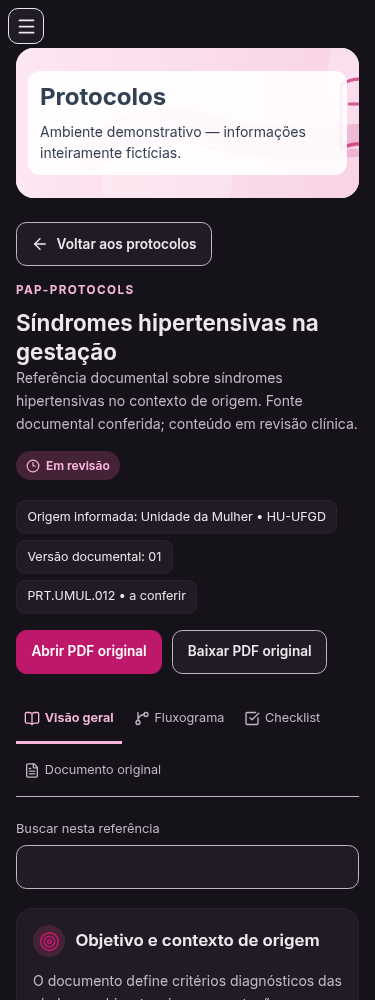 Protocolos
Ambiente demonstrativo — informações
inteiramente fictícias.
Voltar aos protocolos
PAP-PROTOCOLS
Síndromes hipertensivas na
gestação
Referência documental sobre síndromes
hipertensivas no contexto de origem. Fonte
documental conferida; conteúdo em revisão clínica.
Em revisão
Origem informada: Unidade da Mulher • HU-UFGD
Versão documental: 01
PRT.UMUL.012 • a conferir
Abrir PDF original
Baixar PDF original
Visão geral
Fluxograma
Checklist
Documento original
Buscar nesta referência
Objetivo e contexto de origem
O documento define critérios diagnósticos das